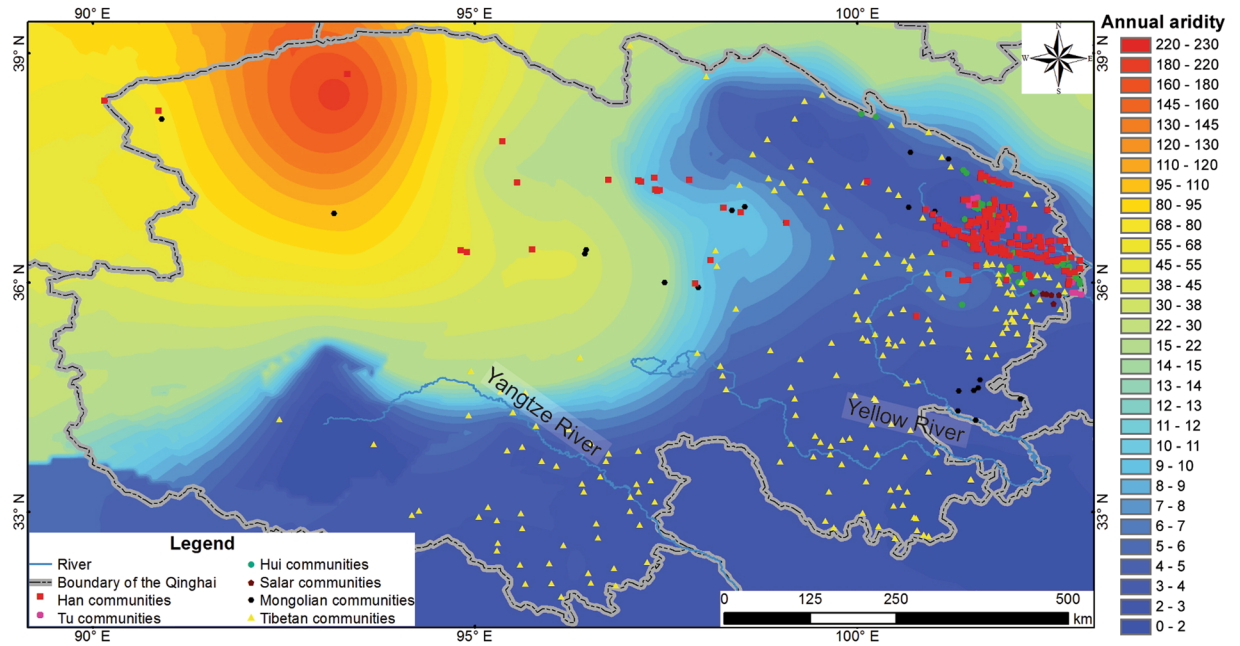 90° E
95° E
100° E
Annual aridity
39° N
39° N
N
W
E
S
220 - 230
180 - 220
160 - 180
145 - 160
130 - 145
120 - 130
110 - 120
95 - 110
80 - 95
68 - 80
55 - 68
45 - 55
38 - 45
30 - 38
22 - 30
15 - 22
14 - 15
13 - 14
12 - 13
11 - 12
10 - 11
9 - 10
8 - 9
7 - 8
6 - 7
5 - 6
4 - 5
3 - 4
2 - 3
0 - 2
36° N
36° N
Yangtze River
Yellow River
33° N
33° N
Legend
River
Boundary of the Qinghai
Han communities
Tu communities
Hui communities
Salar communities
Mongolian communities
Tibetan communities
0
125
250
500
km
90° E
95° E
100° E